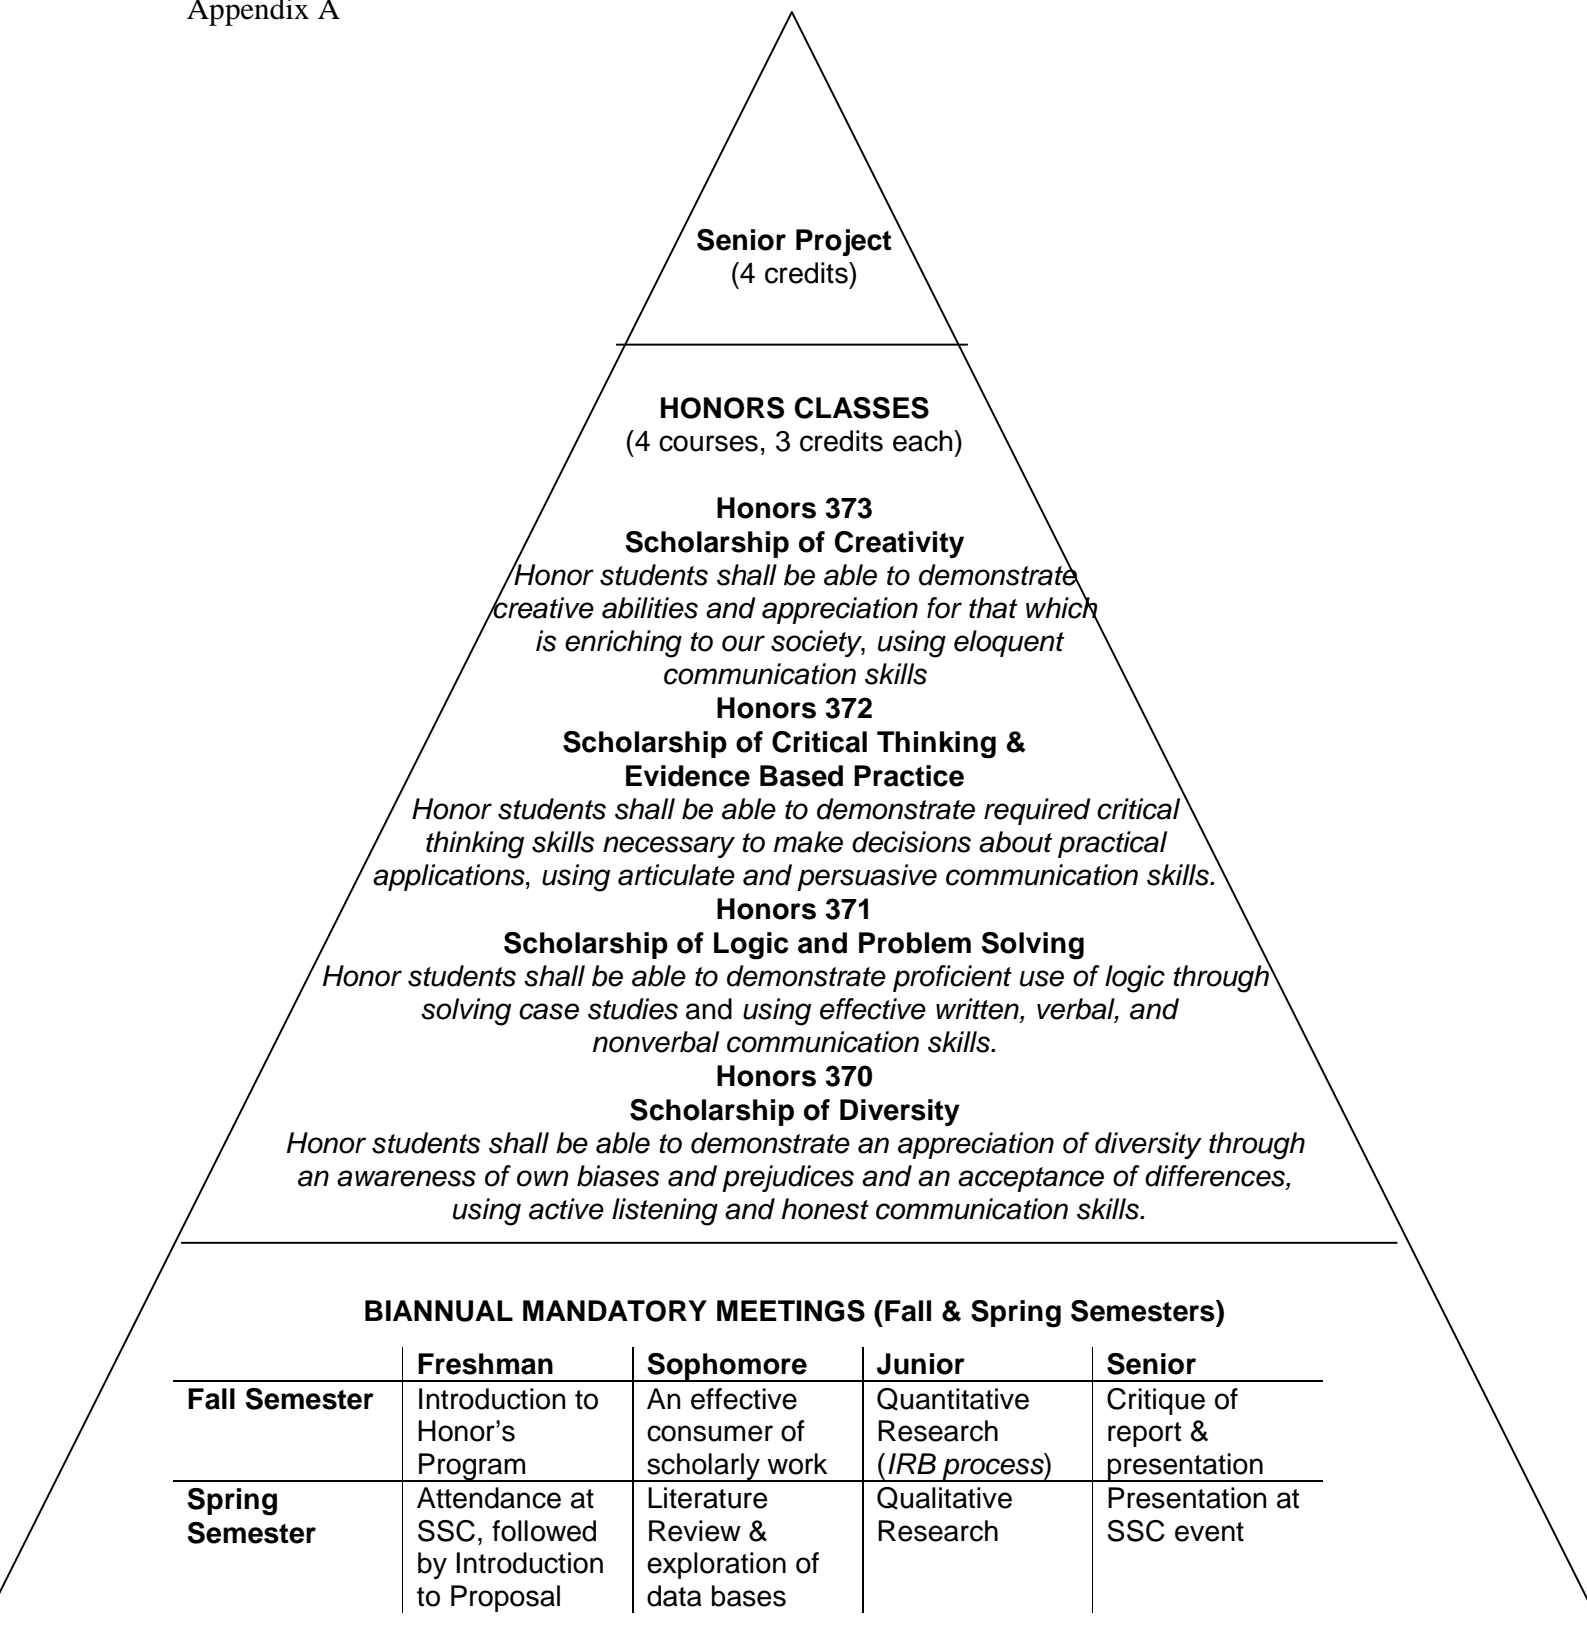 Appendix A
Senior Project
(4 credits)
HONORS CLASSES
(4 courses, 3 credits each)
Honors 373
Scholarship of Creativity
Honor students shall be able to demonstrate
creative abilities and appreciation for that which
is enriching to our society, using eloquent
communication skills
Honors 372
Scholarship of Critical Thinking &
Evidence Based Practice
Honor students shall be able to demonstrate required critical
thinking skills necessary to make decisions about practical
applications, using articulate and persuasive communication skills.
Honors 371
Scholarship of Logic and Problem Solving
Honor students shall be able to demonstrate proficient use of logic through
solving case studies and using effective written, verbal, and
nonverbal communication skills.
Honors 370
Scholarship of Diversity
Honor students shall be able to demonstrate an appreciation of diversity through
an awareness of own biases and prejudices and an acceptance of differences,
using active listening and honest communication skills.
BIANNUAL MANDATORY MEETINGS (Fall & Spring Semesters)
Freshman Sophomore Junior Senior
Fall Semester Introduction to An effective Quantitative Critique of
Honor’s consumer of Research report &
Program scholarly work (IRB process) presentation
Spring Attendance at Literature Qualitative Presentation at
Semester SSC, followed Review & Research SSC event
by Introduction exploration of
to Proposal data bases